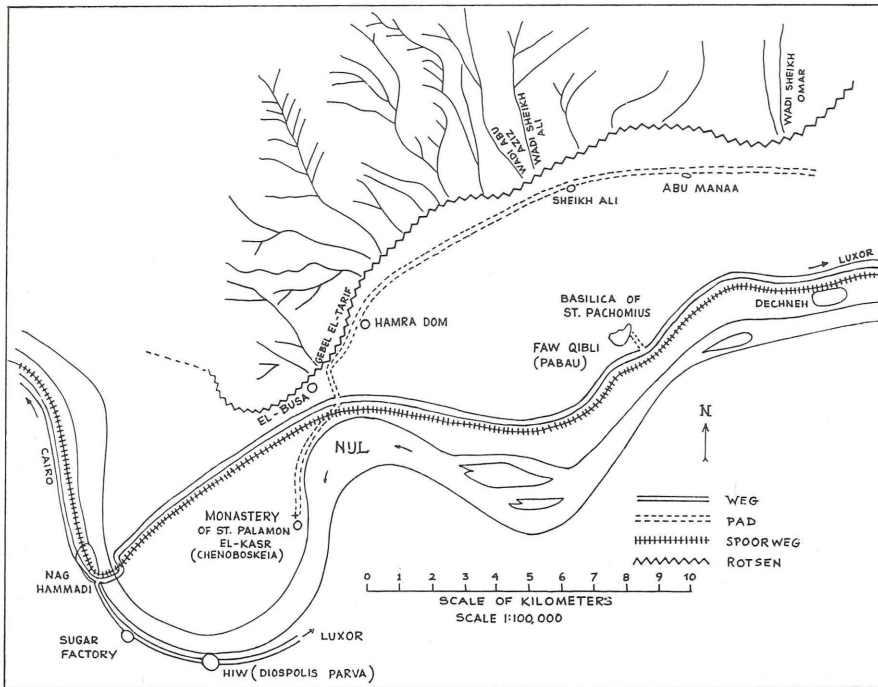 WADI SHEIKH
OMAR
WADI ABU
AZIZ
WADI SHEIKH
ALI
SHEIKH ALI
ABU MANAA
LUXOR
DECHNEH
BASILICA OF
ST. PACHOMIUS
FAW QIBLI
(PABAU)
GEBEL EL-TARIF
HAMRA DOM
EL-BUSA
NIJL
N
CAIRO
MONASTERY
OF ST. PALAMON
EL-KASR
(CHENOBOSKEIA)
NAG
HAMMADI
SUGAR
FACTORY
LUXOR
HIW (DIOSPOLIS PARVA)
WEG
PAD
SPOORWEG
ROTSEN
0 1 2 3 4 5 6 7 8 9 10
SCALE OF KILOMETERS
SCALE 1:100,000